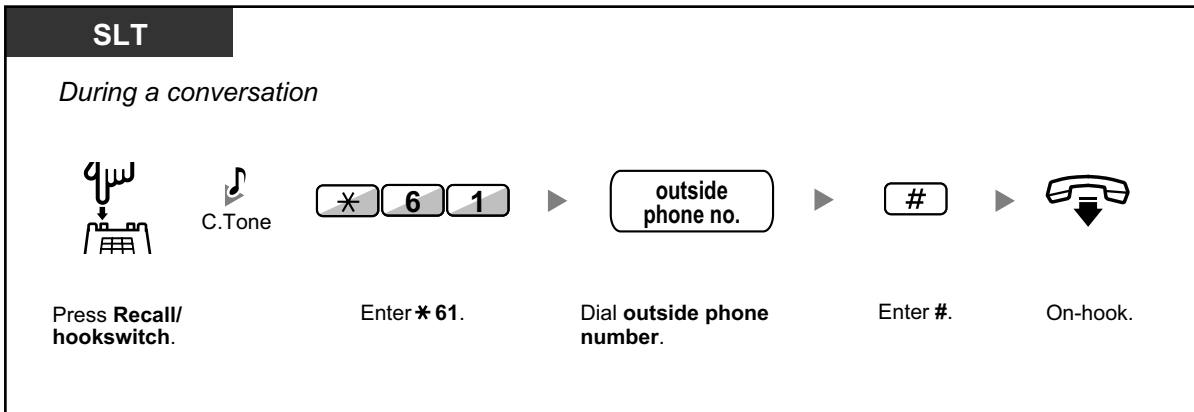 SLT
During a conversation
C.Tone
* 6 1
outside
phone no.
#
Press Recall/
hookswitch.
Enter * 61.
Dial outside phone
number.
Enter #.
On-hook.